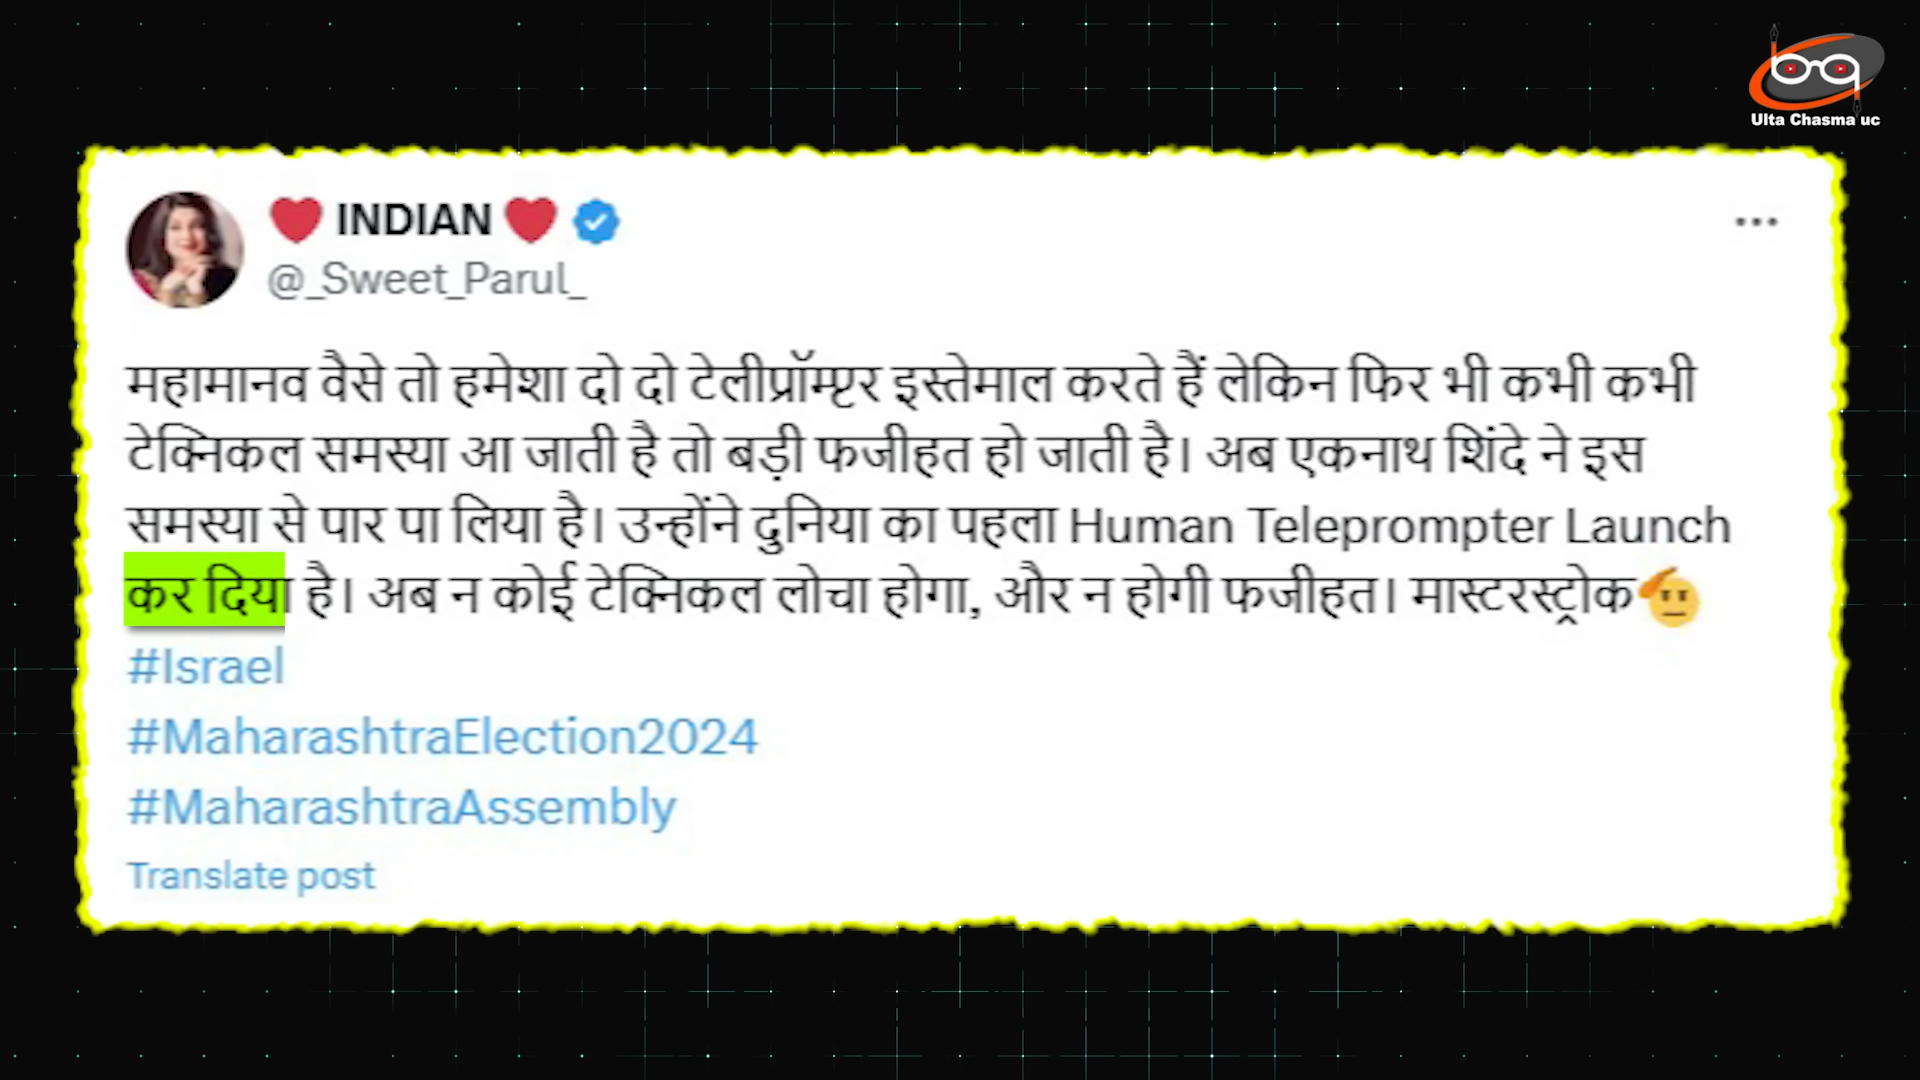 Ulta Chasma uc
❤️ INDIAN ❤️
@_Sweet_Parul_
महामानव वैसे तो हमेशा दो दो टेलीप्रॉम्प्टर इस्तेमाल करते हैं लेकिन फिर भी कभी कभी
टेक्निकल समस्या आ जाती है तो बड़ी फजीहत हो जाती है। अब एकनाथ शिंदे ने इस
समस्या से पार पा लिया है। उन्होंने दुनिया का पहला Human Teleprompter Launch
कर दिया है। अब न कोई टेक्निकल लोचा होगा, और न होगी फजीहत। मास्टरस्ट्रोक🫡
#Israel
#MaharashtraElection2024
#MaharashtraAssembly
Translate post